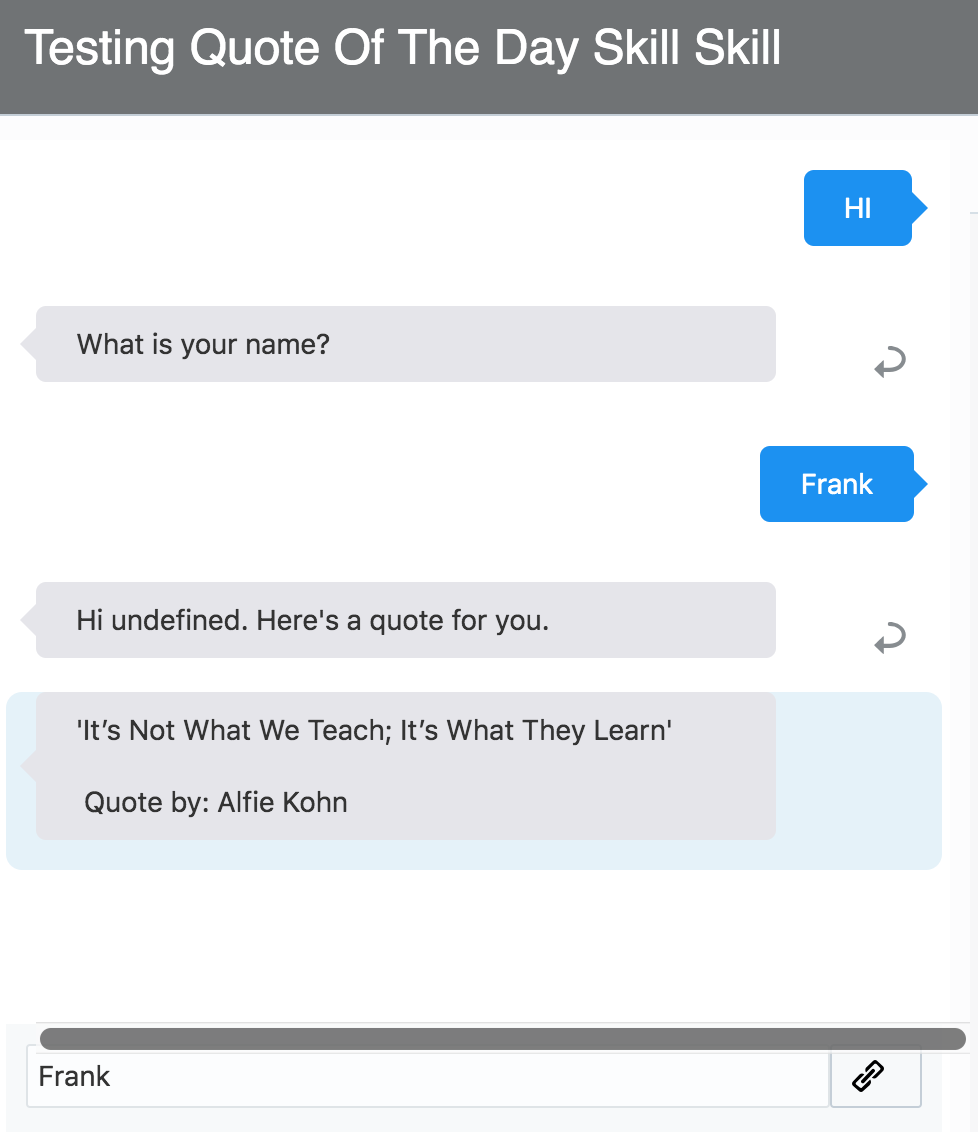 Testing Quote Of The Day Skill Skill
HI
What is your name?
Frank
Hi undefined. Here's a quote for you.
'It’s Not What We Teach; It’s What They Learn'
Quote by: Alfie Kohn
Frank